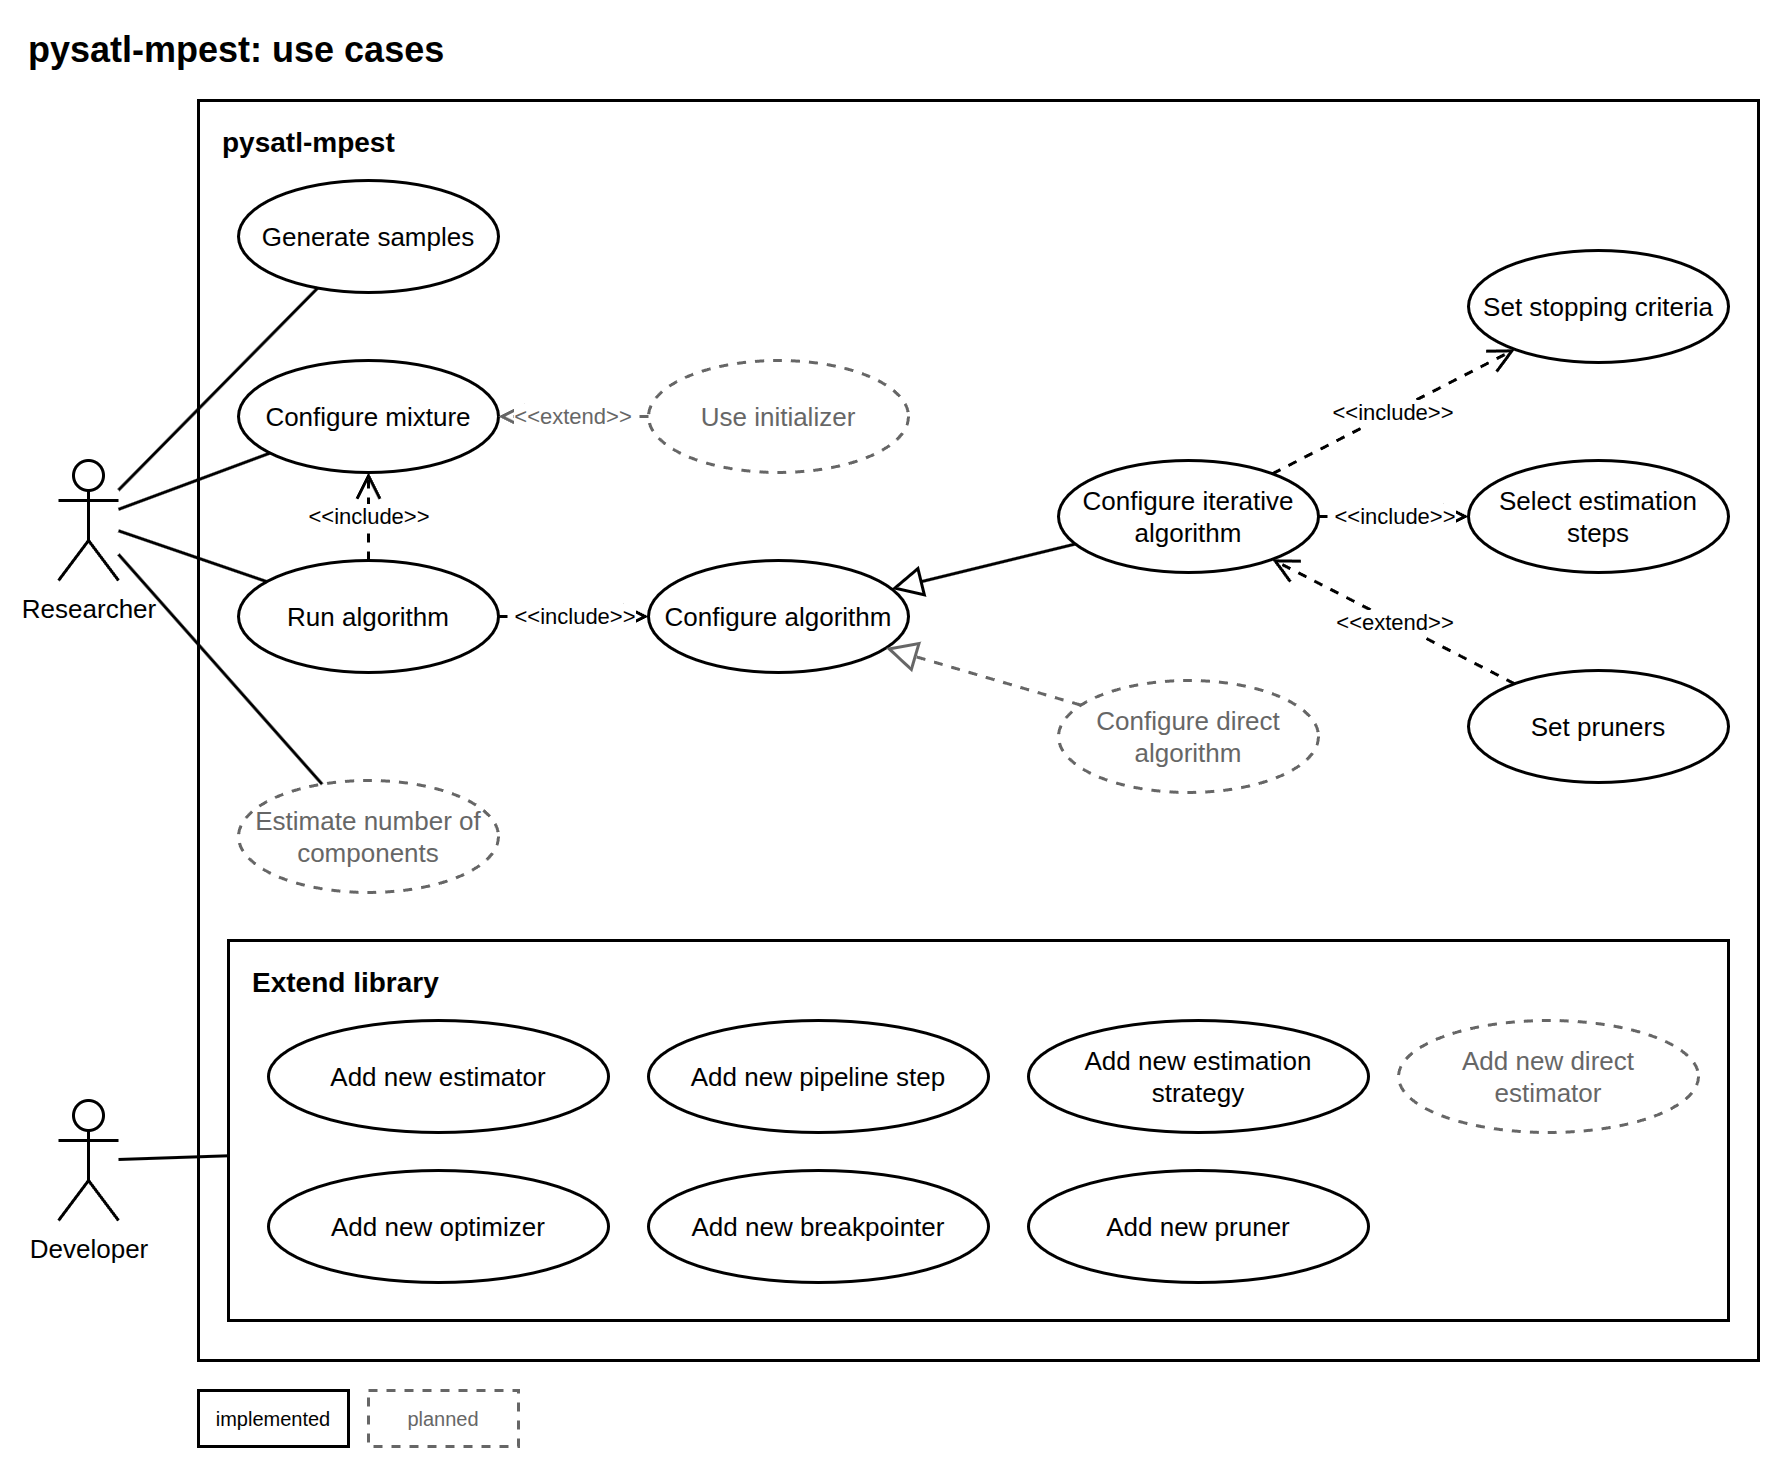 pysatl-mpest: use cases
pysatl-mpest
Generate samples
Set stopping criteria
Configure mixture
<<extend>>
Use initializer
<<include>>
Configure iterative
algorithm
<<include>>
Select estimation
steps
<<include>>
Researcher
Run algorithm
<<include>>
Configure algorithm
<<extend>>
Configure direct
algorithm
Set pruners
Estimate number of
components
Extend library
Add new estimator
Add new pipeline step
Add new estimation
strategy
Add new direct
estimator
Developer
Add new optimizer
Add new breakpointer
Add new pruner
implemented
planned